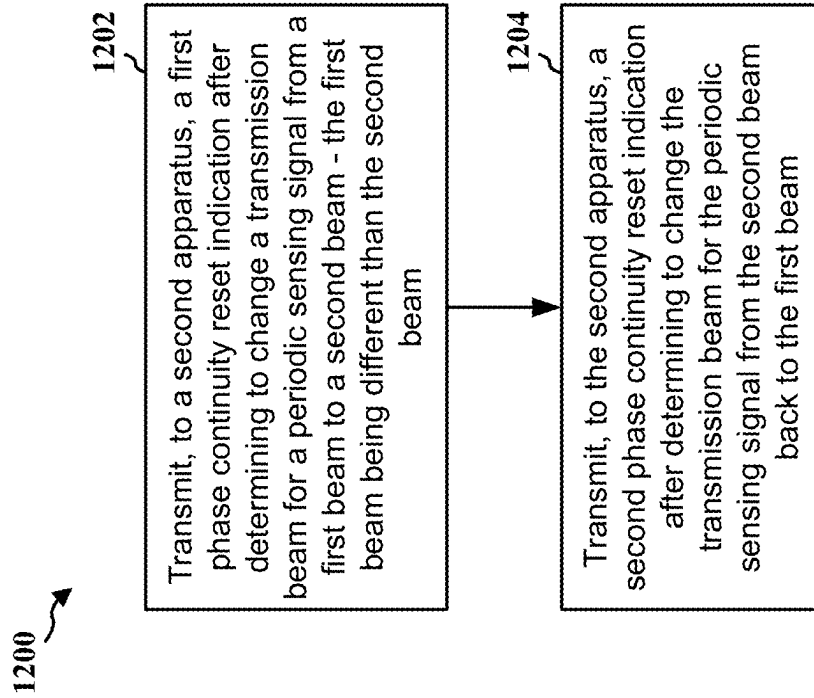 1200
1202
Transmit, to a second apparatus, a first
phase continuity reset indication after
determining to change a transmission
beam for a periodic sensing signal from a
first beam to a second beam - the first
beam being different than the second
beam
1204
Transmit, to the second apparatus, a
second phase continuity reset indication
after determining to change the
transmission beam for the periodic
sensing signal from the second beam
back to the first beam